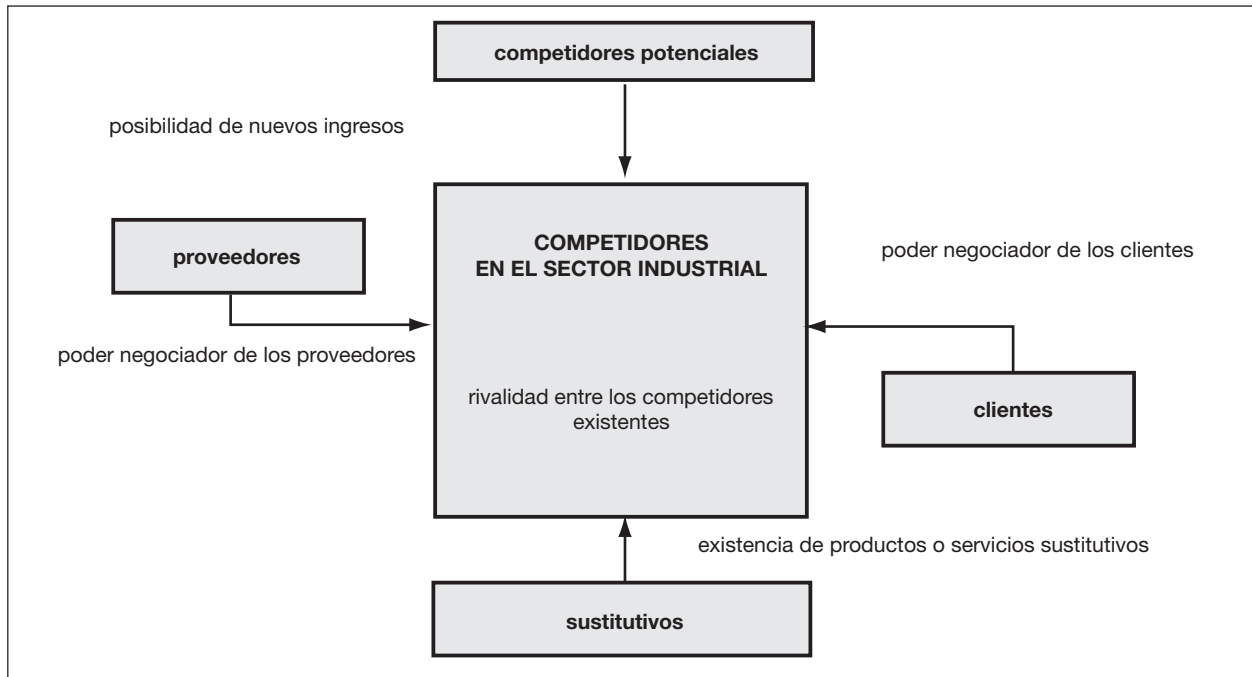 competidores potenciales
posibilidad de nuevos ingresos
proveedores
poder negociador de los proveedores
COMPETIDORES
EN EL SECTOR INDUSTRIAL
rivalidad entre los competidores
existentes
poder negociador de los clientes
clientes
existencia de productos o servicios sustitutivos
sustitutivos